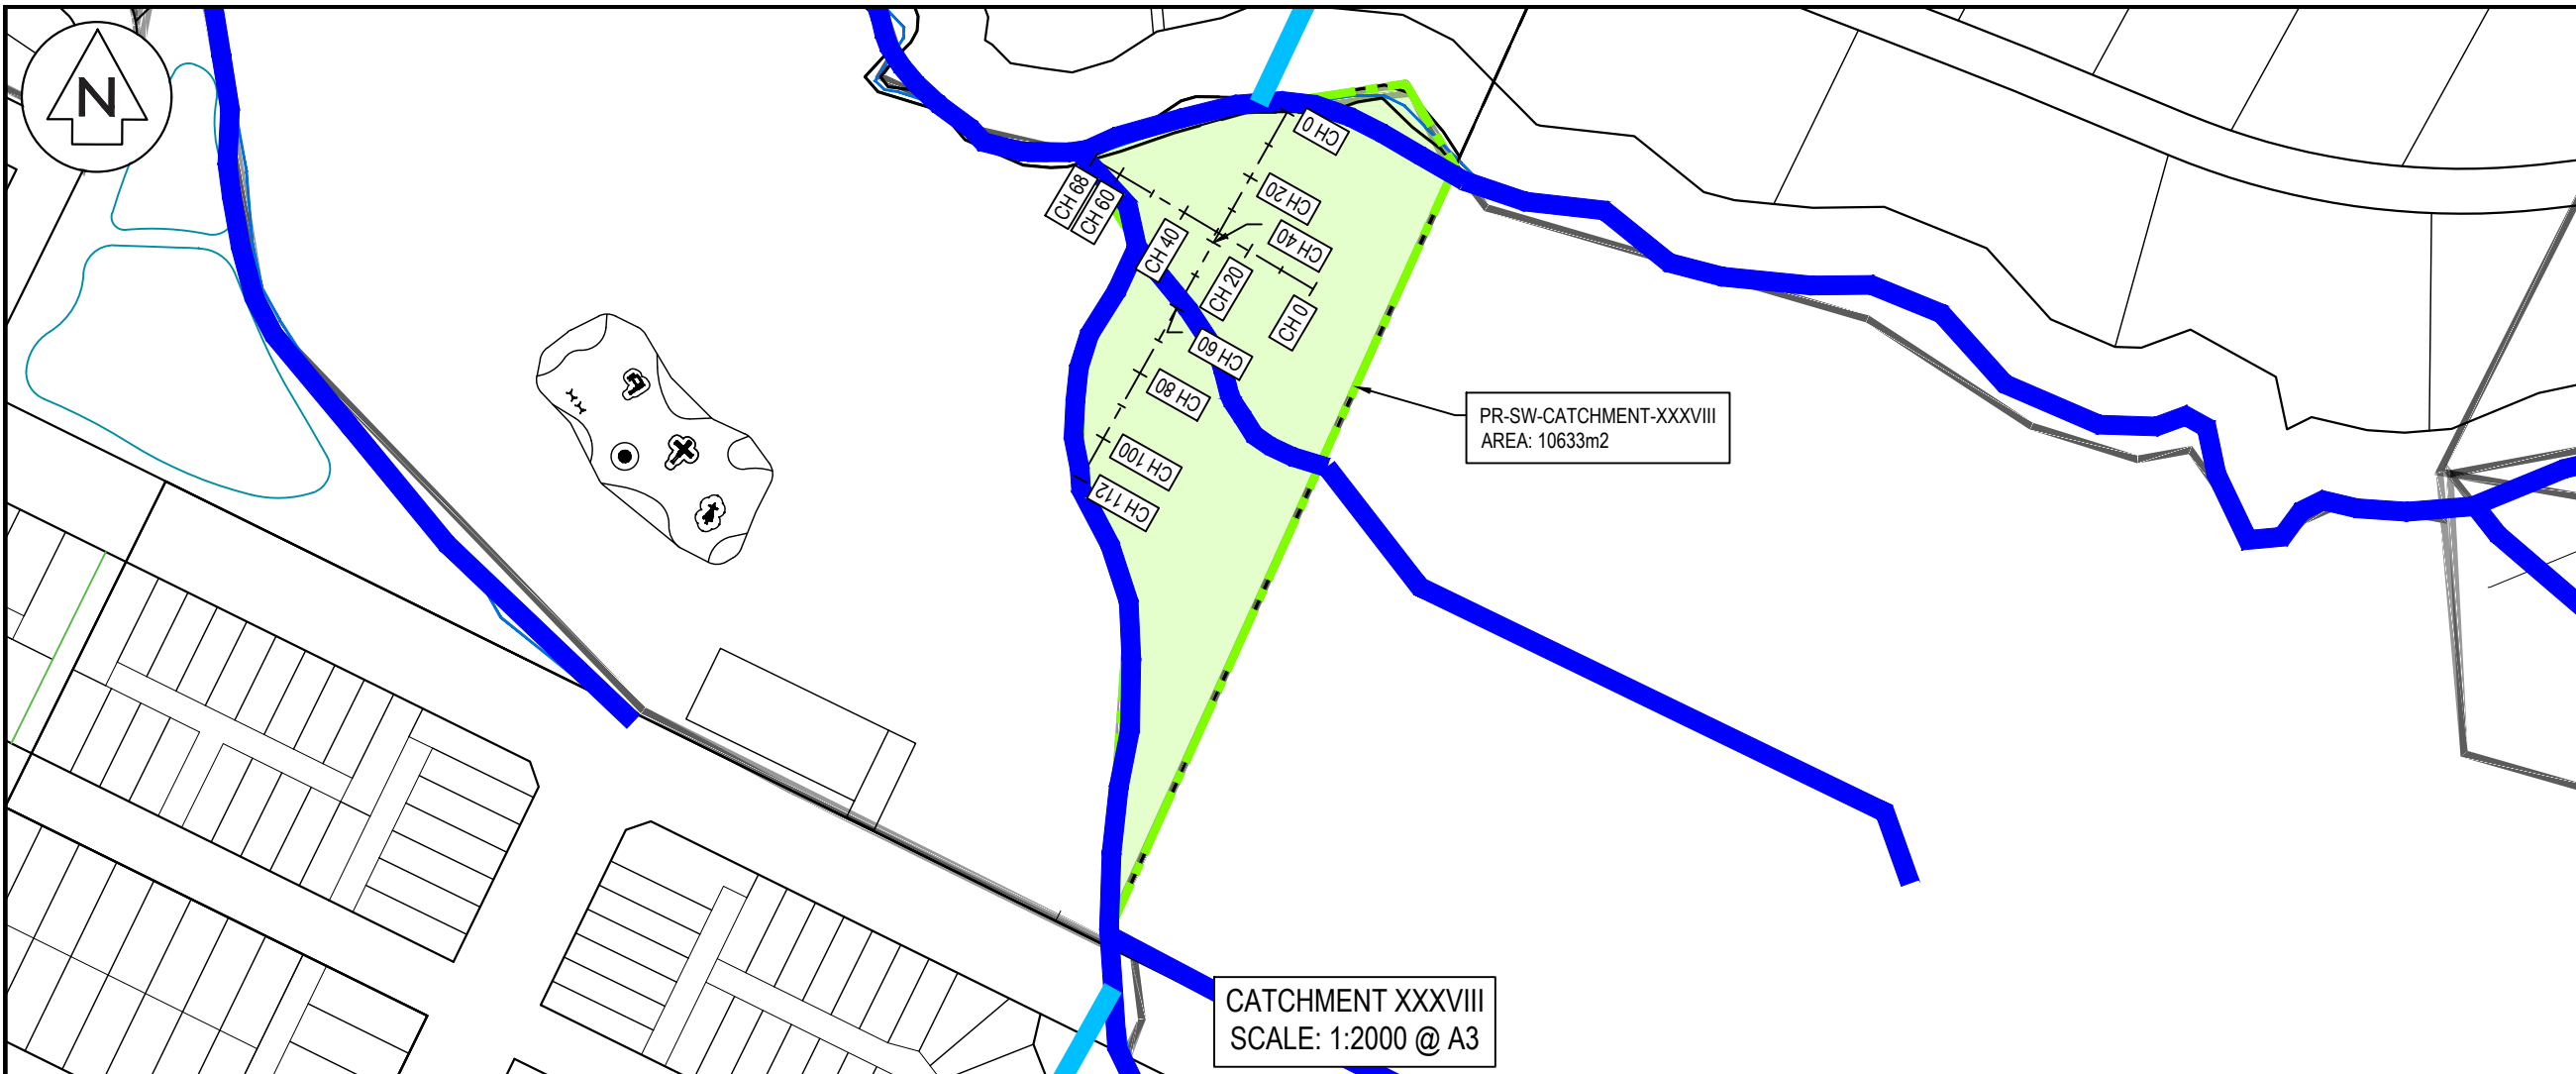 N
CH 0
CH 20
CH 40
CH 60
CH 80
CH 100
CH 112
CH 68
CH 60
CH 40
CH 20
CH 0
PR-SW-CATCHMENT-XXXVIII
AREA: 10633m2
CATCHMENT XXXVIII
SCALE: 1:2000 @ A3